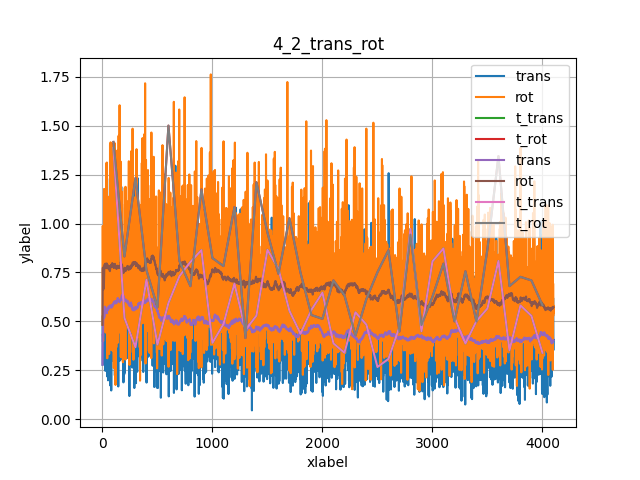 4_2_trans_rot
1.75
1.50
1.25
1.00
0.75
0.50
0.25
0.00
ylabel
0
1000
2000
3000
4000
xlabel
trans
rot
t_trans
t_rot
trans
rot
t_trans
t_rot